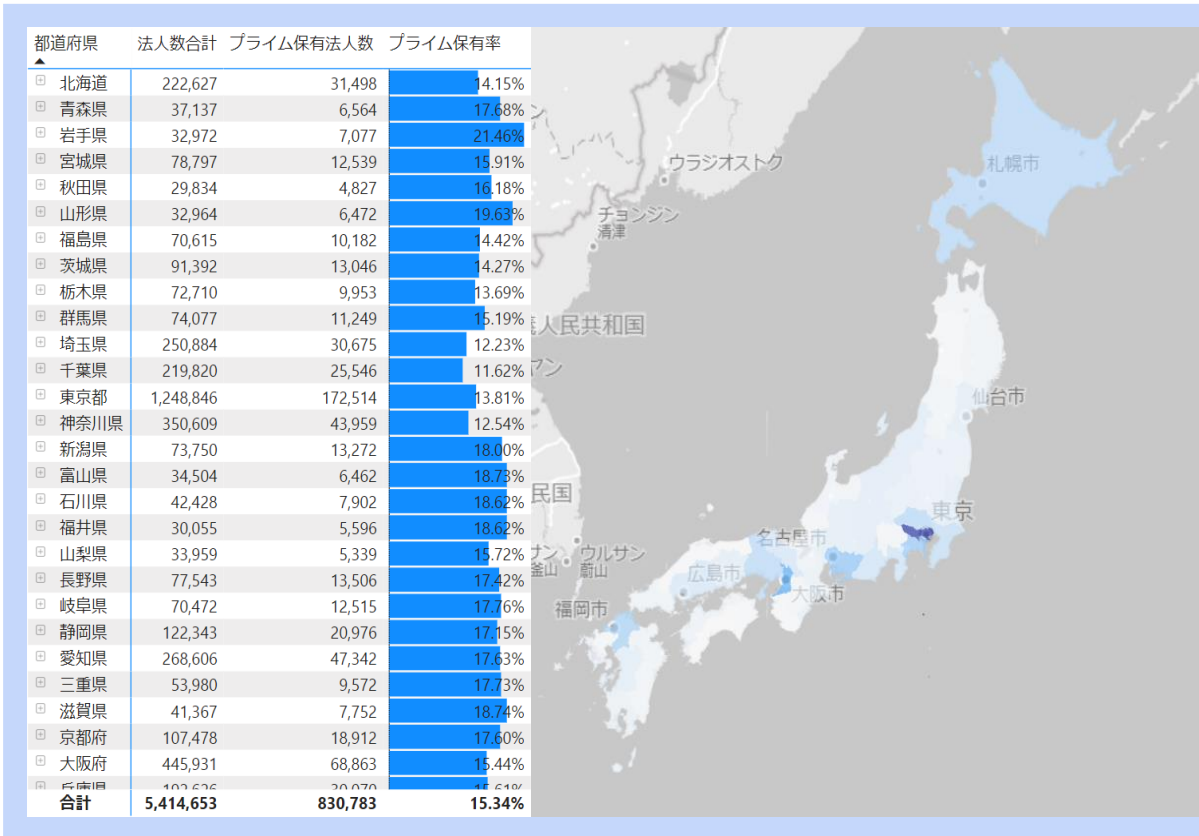 都道府県 法人数合計 プライム保有法人数 プライム保有率
北海道 222,627 31,498 14.15%
青森県 37,137 6,564 17.68%
岩手県 32,972 7,077 21.46%
宮城県 78,797 12,539 15.91%
秋田県 29,834 4,827 16.18%
山形県 32,964 6,472 19.63%
福島県 70,615 10,182 14.42%
茨城県 91,392 13,046 14.27%
栃木県 72,710 9,953 13.69%
群馬県 74,077 11,249 15.19%
埼玉県 250,884 30,675 12.23%
千葉県 219,820 25,546 11.62%
東京都 1,248,846 172,514 13.81%
神奈川県 350,609 43,959 12.54%
新潟県 73,750 13,272 18.00%
富山県 34,504 6,462 18.73%
石川県 42,428 7,902 18.62%
福井県 30,055 5,596 18.62%
山梨県 33,959 5,339 15.72%
長野県 77,543 13,506 17.42%
岐阜県 70,472 12,515 17.76%
静岡県 122,343 20,976 17.15%
愛知県 268,606 47,342 17.63%
三重県 53,980 9,572 17.73%
滋賀県 41,367 7,752 18.74%
京都府 107,478 18,912 17.60%
大阪府 445,931 68,863 15.44%
兵庫県
合計 5,414,653 830,783 15.34%
ウラジオストク
札幌市
チョンジン
清津
人民共和国
アン
仙台市
民国
東京
名古屋市
サン
釜山
ウルサン
蔚山
広島市
大阪市
福岡市